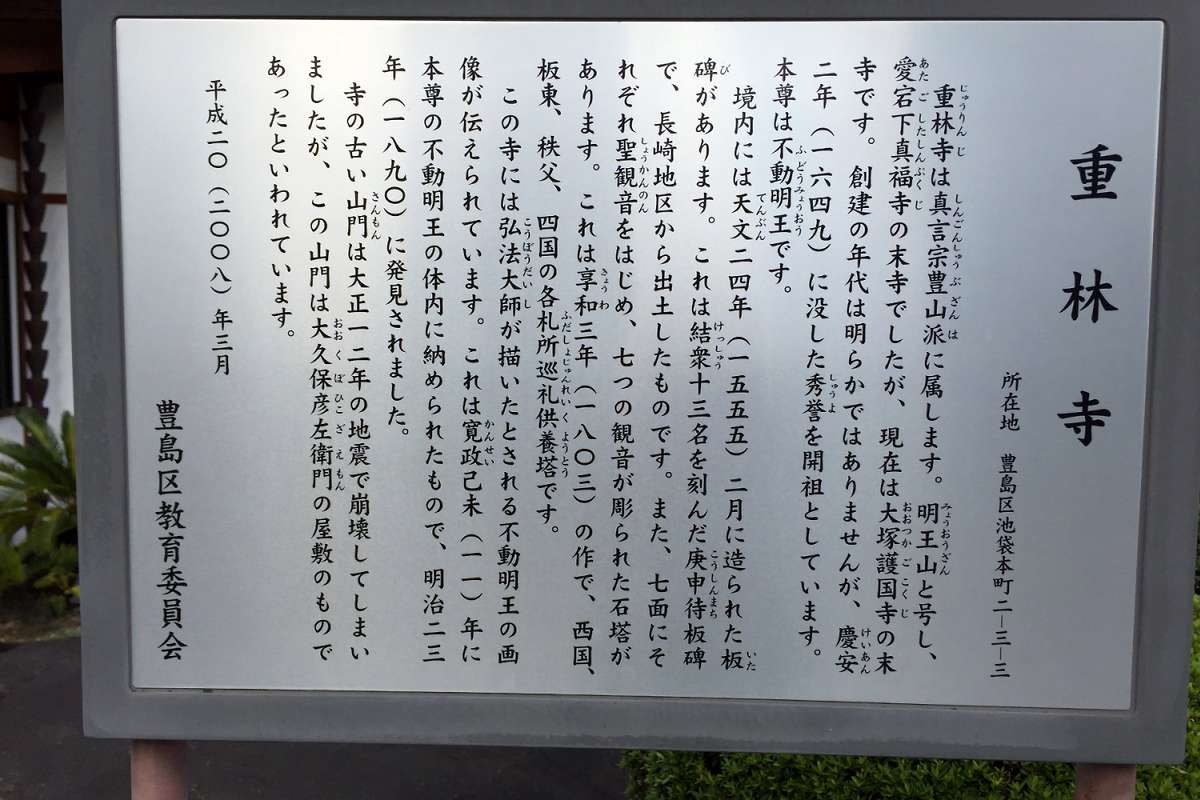 重林寺
所在地　豊島区池袋本町二―三―三
重林寺は真言宗豊山派に属します。明王山と号し、
愛宕下真福寺の末寺でしたが、現在は大塚護国寺の末
寺です。創建の年代は明らかではありませんが、慶安
二年（一六四九）に没した秀誉を開祖としています。
本尊は不動明王です。
境内には天文二四年（一五五五）二月に造られた板
碑があります。これは結衆十三名を刻んだ庚申待板碑
で、長崎地区から出土したものです。また、七面にそ
れぞれ聖観音をはじめ、七つの観音が彫られた石塔が
あります。これは享和三年（一八〇三）の作で、西国、
板東、秩父、四国の各札所巡礼供養塔です。
この寺には弘法大師が描いたとされる不動明王の画
像が伝えられています。これは寛政己未（一一）年に
本尊の不動明王の体内に納められたもので、明治二三
年（一八九〇）に発見されました。
寺の古い山門は大正一二年の地震で崩壊してしまい
ましたが、この山門は大久保彦左衛門の屋敷のもので
あったといわれています。
平成二〇（二〇〇八）年三月
豊島区教育委員会